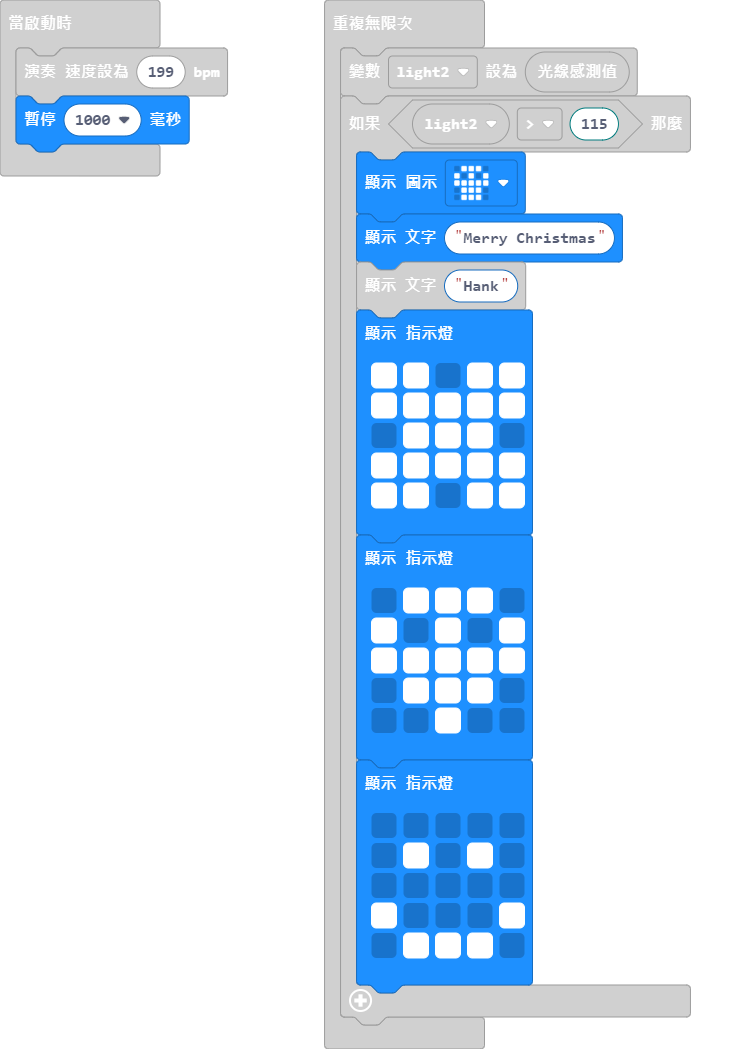 當啟動時
演奏 速度設為 199 bpm
暫停 1000 毫秒
重複無限次
變數 light2 設為 光線感測值
如果 light2 > 115 那麼
顯示 圖示
顯示 文字 "Merry Christmas"
顯示 文字 "Hank"
顯示 指示燈
顯示 指示燈
顯示 指示燈